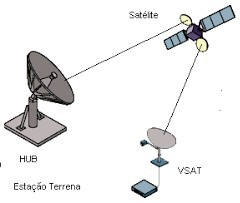 Satélite
HUB
VSAT
Estação Terrena